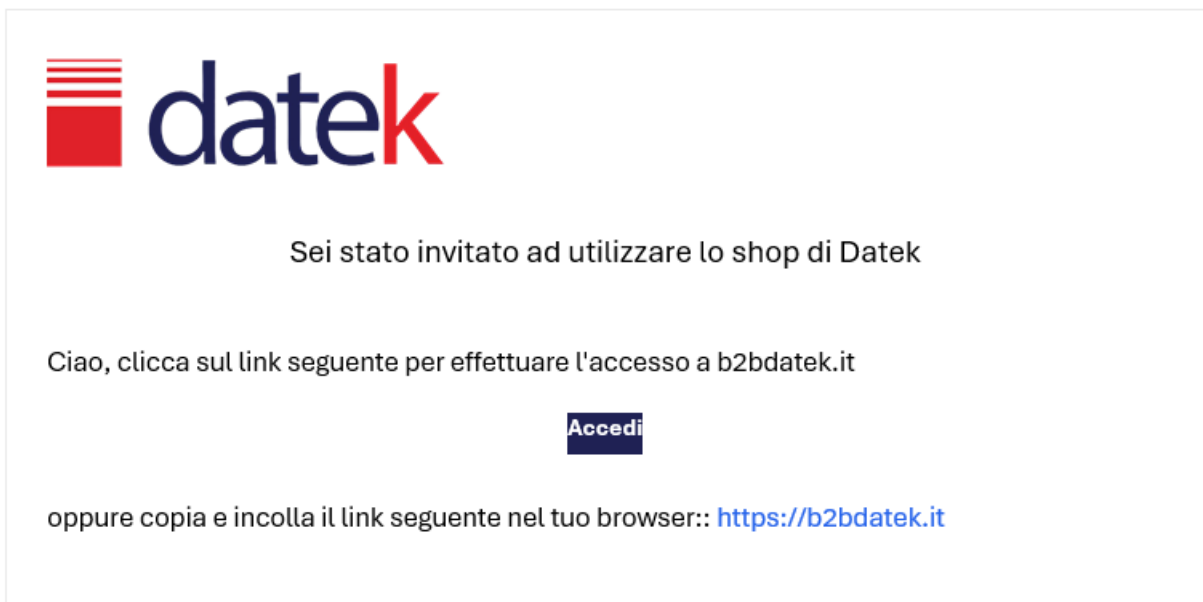 datek
Sei stato invitato ad utilizzare lo shop di Datek
Ciao, clicca sul link seguente per effettuare l'accesso a b2bdatek.it
Accedi
oppure copia e incolla il link seguente nel tuo browser:: https://b2bdatek.it